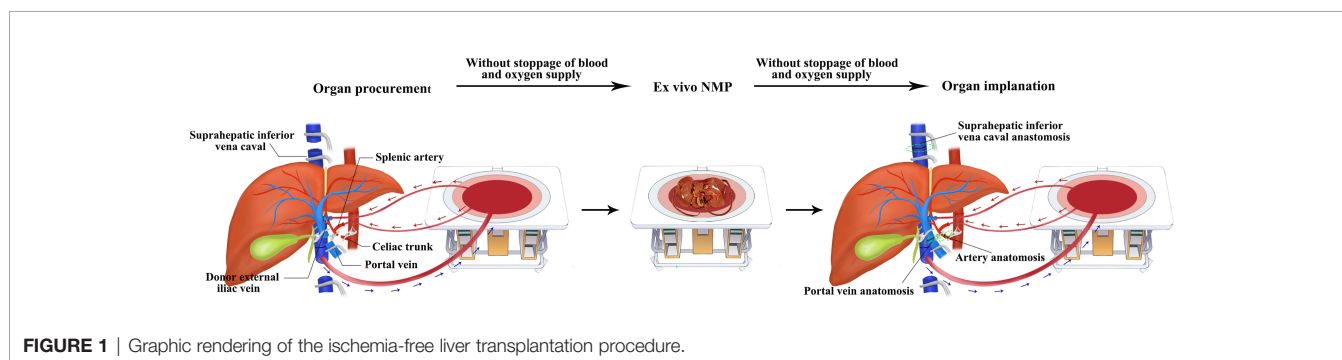 Without stoppage of blood
and oxygen supply
Without stoppage of blood
and oxygen supply
Organ procurement
Ex vivo NMP
Organ implanation
Suprahepatic inferior
vena caval
Splenic artery
Celiac trunk
Portal vein
Donor external
iliac vein
Suprahepatic inferior
vena caval anastomosis
Artery anatomosis
Portal vein anatomosis
FIGURE 1 | Graphic rendering of the ischemia-free liver transplantation procedure.